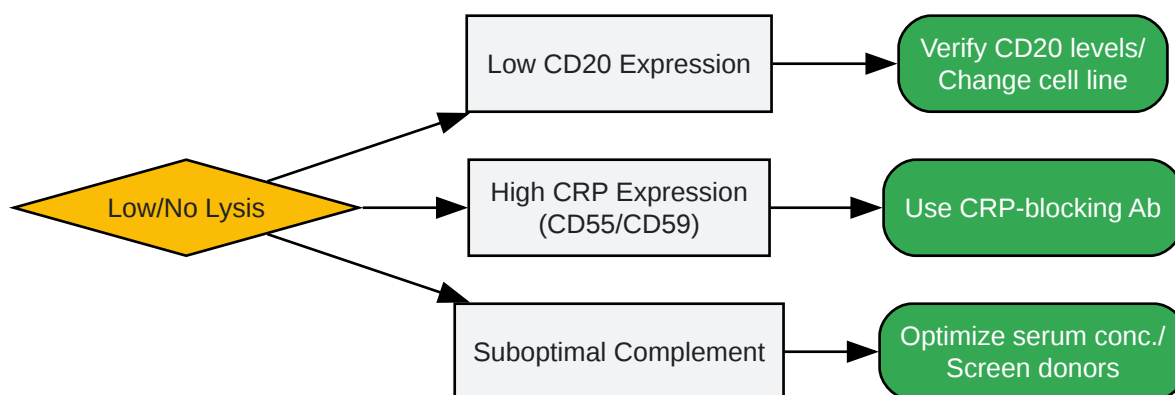 Low/No Lysis
Low CD20 Expression
Verify CD20 levels/
Change cell line
High CRP Expression
(CD55/CD59)
Use CRP-blocking Ab
Suboptimal Complement
Optimize serum conc./
Screen donors